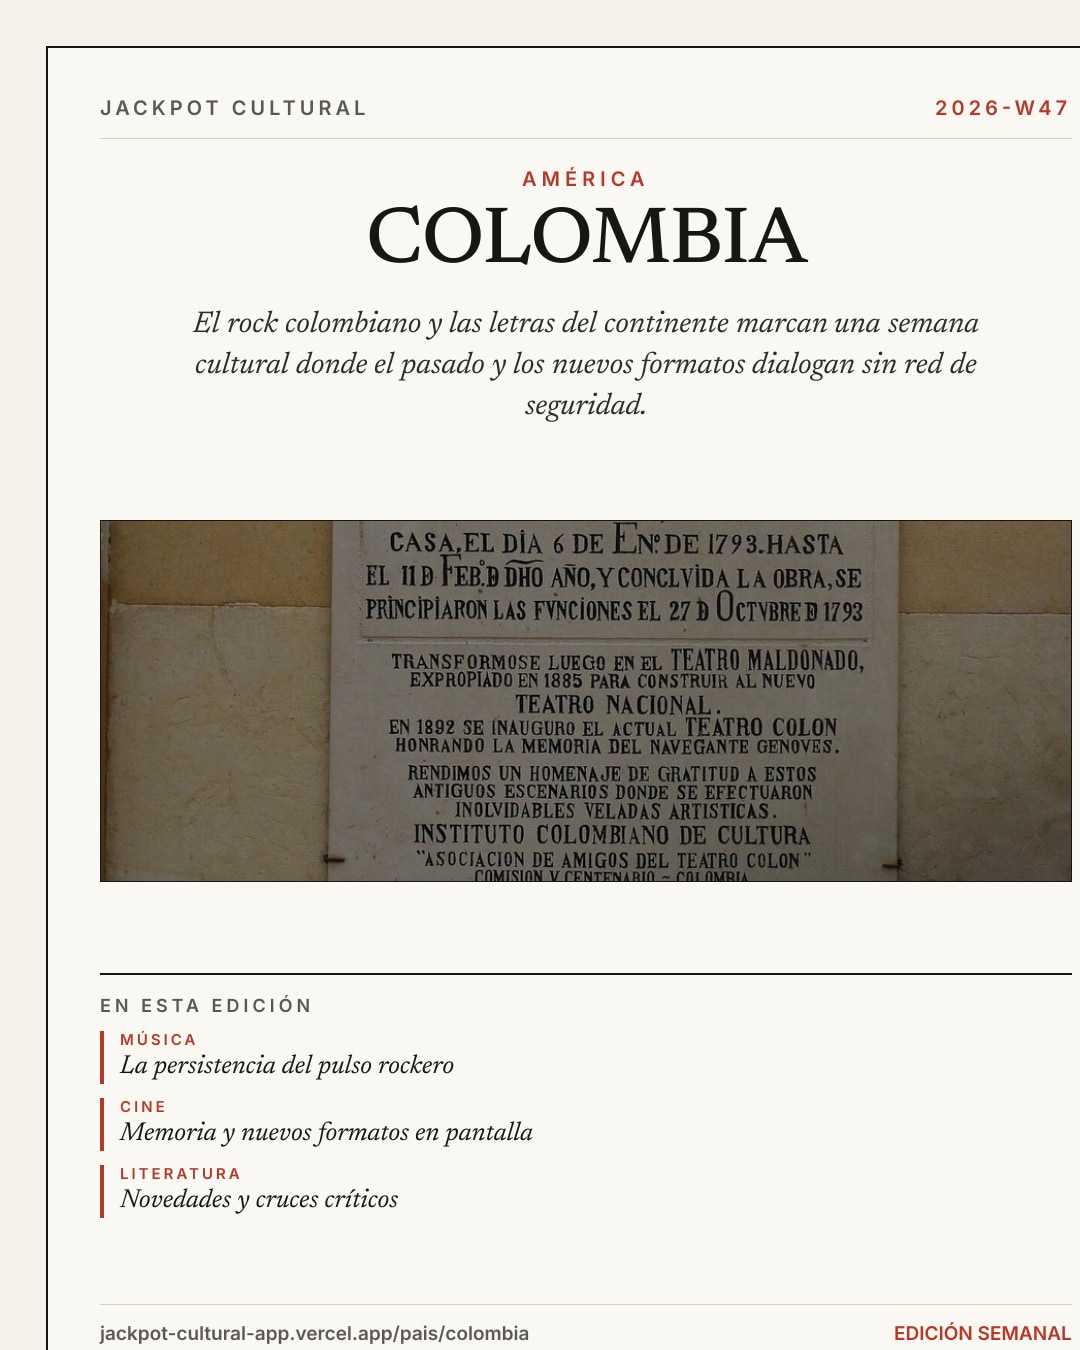 JACKPOT CULTURAL
2026-W47
AMÉRICA
COLOMBIA
El rock colombiano y las letras del continente marcan una semana
cultural donde el pasado y los nuevos formatos dialogan sin red de
seguridad.
CASA, EL DÍA 6 DE ENº DE 1793. HASTA
EL 11 D FEB. D DHO AÑO, Y CONCLVIDA LA OBRA, SE
PRINCIPIARON LAS FVNCIONES EL 27 D OCTVBRE D 1793
TRANSFORMOSE LUEGO EN EL TEATRO MALDONADO,
EXPROPIADO EN 1885 PARA CONSTRUIR AL NUEVO
TEATRO NACIONAL.
EN 1892 SE INAUGURO EL ACTUAL TEATRO COLON
HONRANDO LA MEMORIA DEL NAVEGANTE GENOVES.
RENDIMOS UN HOMENAJE DE GRATITUD A ESTOS
ANTIGUOS ESCENARIOS DONDE SE EFECTUARON
INOLVIDABLES VELADAS ARTISTICAS.
INSTITUTO COLOMBIANO DE CULTURA
"ASOCIACION DE AMIGOS DEL TEATRO COLON"
COMISION V CENTENARIO ~ COLOMBIA
EN ESTA EDICIÓN
MÚSICA
La persistencia del pulso rockero
CINE
Memoria y nuevos formatos en pantalla
LITERATURA
Novedades y cruces críticos
jackpot-cultural-app.vercel.app/pais/colombia
EDICIÓN SEMANAL